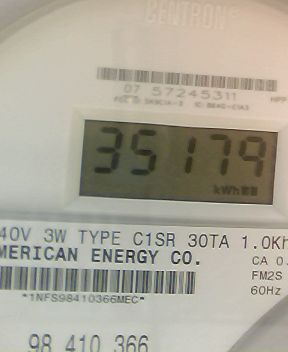 CENTRON®
07 57245311
35179
kWh
40V 3W TYPE C1SR 30TA 1.0Kh
MERICAN ENERGY CO.
CA 0.
FM2S
60Hz
*1NFS98410366MEC*
98 410 366